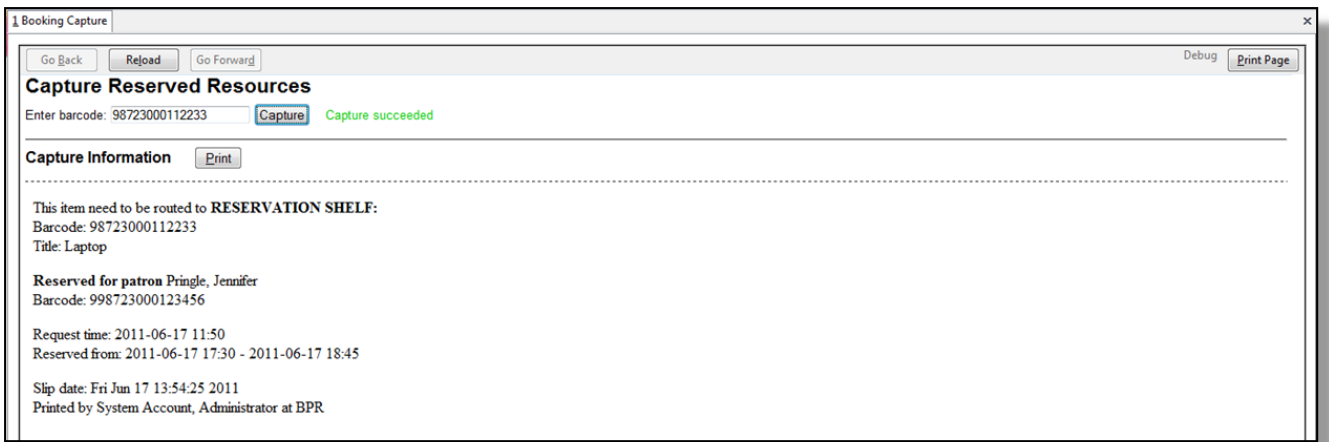 1 Booking Capture
Go Back Reload Go Forward Debug Print Page
Capture Reserved Resources
Enter barcode: 98723000112233 Capture Capture succeeded
Capture Information Print
This item need to be routed to RESERVATION SHELF:
Barcode: 98723000112233
Title: Laptop
Reserved for patron Pringle, Jennifer
Barcode: 998723000123456
Request time: 2011-06-17 11:50
Reserved from: 2011-06-17 17:30 - 2011-06-17 18:45
Slip date: Fri Jun 17 13:54:25 2011
Printed by System Account, Administrator at BPR